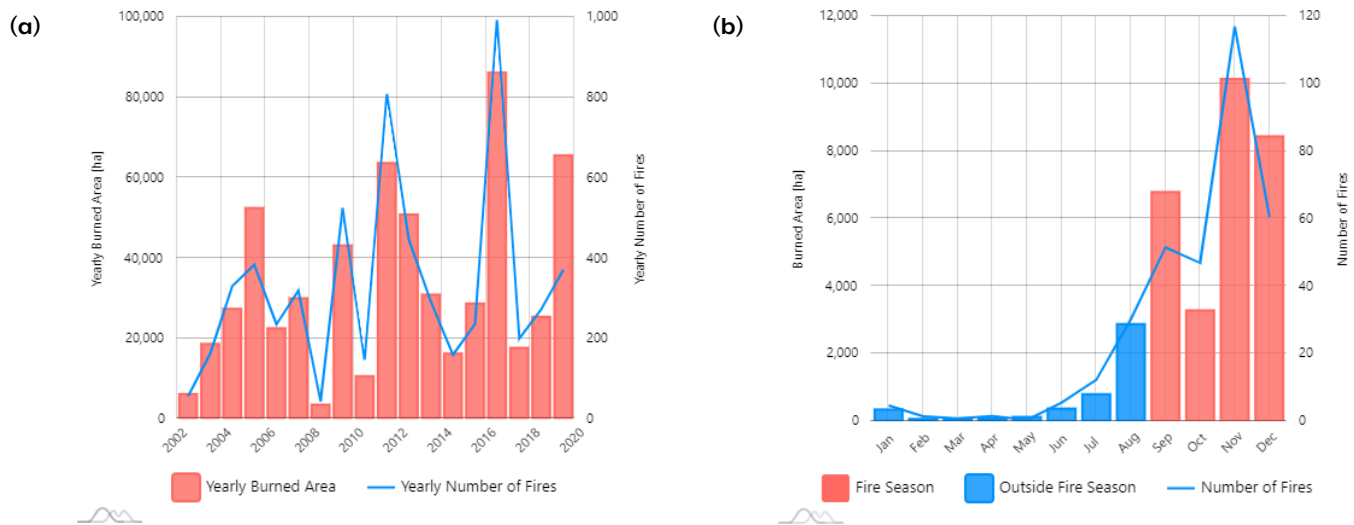 (a)
100,000
80,000
60,000
40,000
20,000
0
Yearly Burned Area [ha]
1,000
800
600
400
200
0
Yearly Number of Fires
2002 2004 2006 2008 2010 2012 2014 2016 2018 2020
Yearly Burned Area Yearly Number of Fires
(b)
12,000
10,000
8,000
6,000
4,000
2,000
0
Burned Area [ha]
120
100
80
60
40
20
0
Number of Fires
Jan Feb Mar Apr May Jun Jul Aug Sep Oct Nov Dec
Fire Season Outside Fire Season Number of Fires